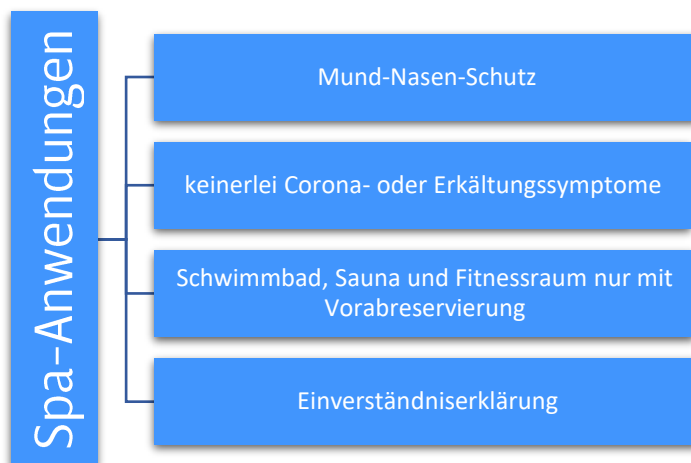 Spa-Anwendungen
Mund-Nasen-Schutz
keinerlei Corona- oder Erkältungssymptome
Schwimmbad, Sauna und Fitnessraum nur mit
Vorabreservierung
Einverständniserklärung